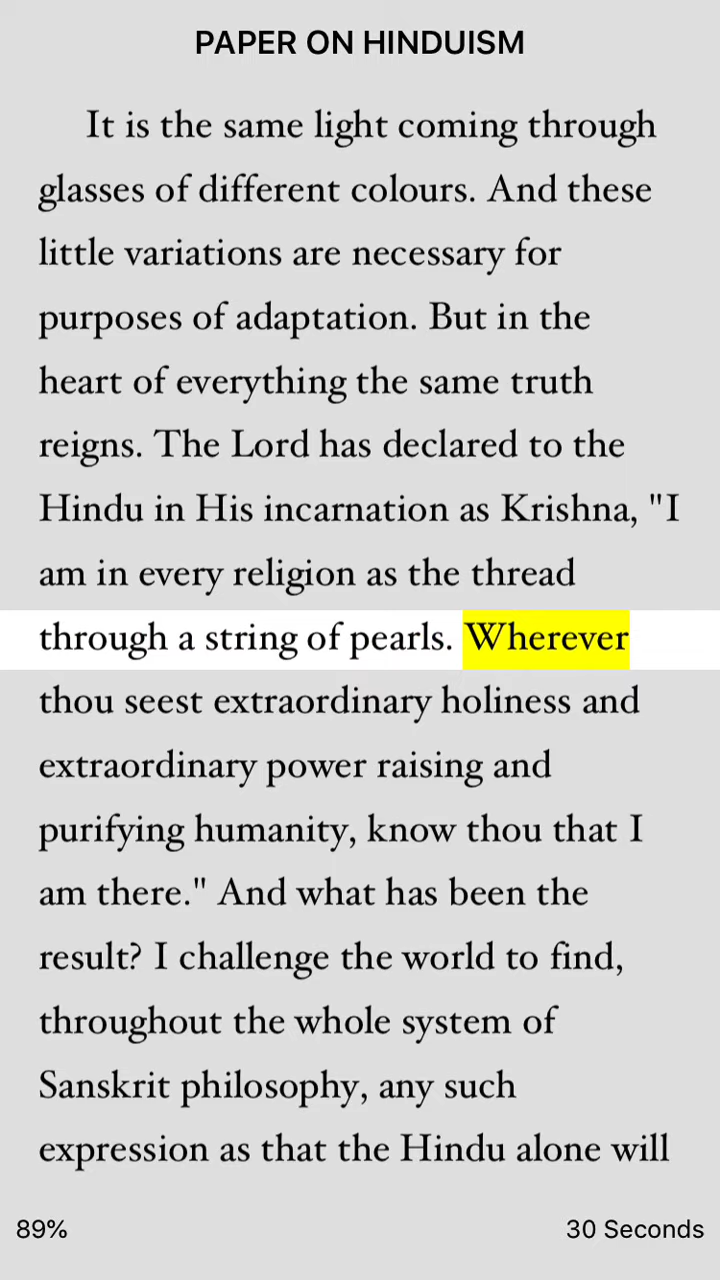 PAPER ON HINDUISM
It is the same light coming through
glasses of different colours. And these
little variations are necessary for
purposes of adaptation. But in the
heart of everything the same truth
reigns. The Lord has declared to the
Hindu in His incarnation as Krishna, "I
am in every religion as the thread
through a string of pearls. Wherever
thou seest extraordinary holiness and
extraordinary power raising and
purifying humanity, know thou that I
am there." And what has been the
result? I challenge the world to find,
throughout the whole system of
Sanskrit philosophy, any such
expression as that the Hindu alone will
89%
30 Seconds